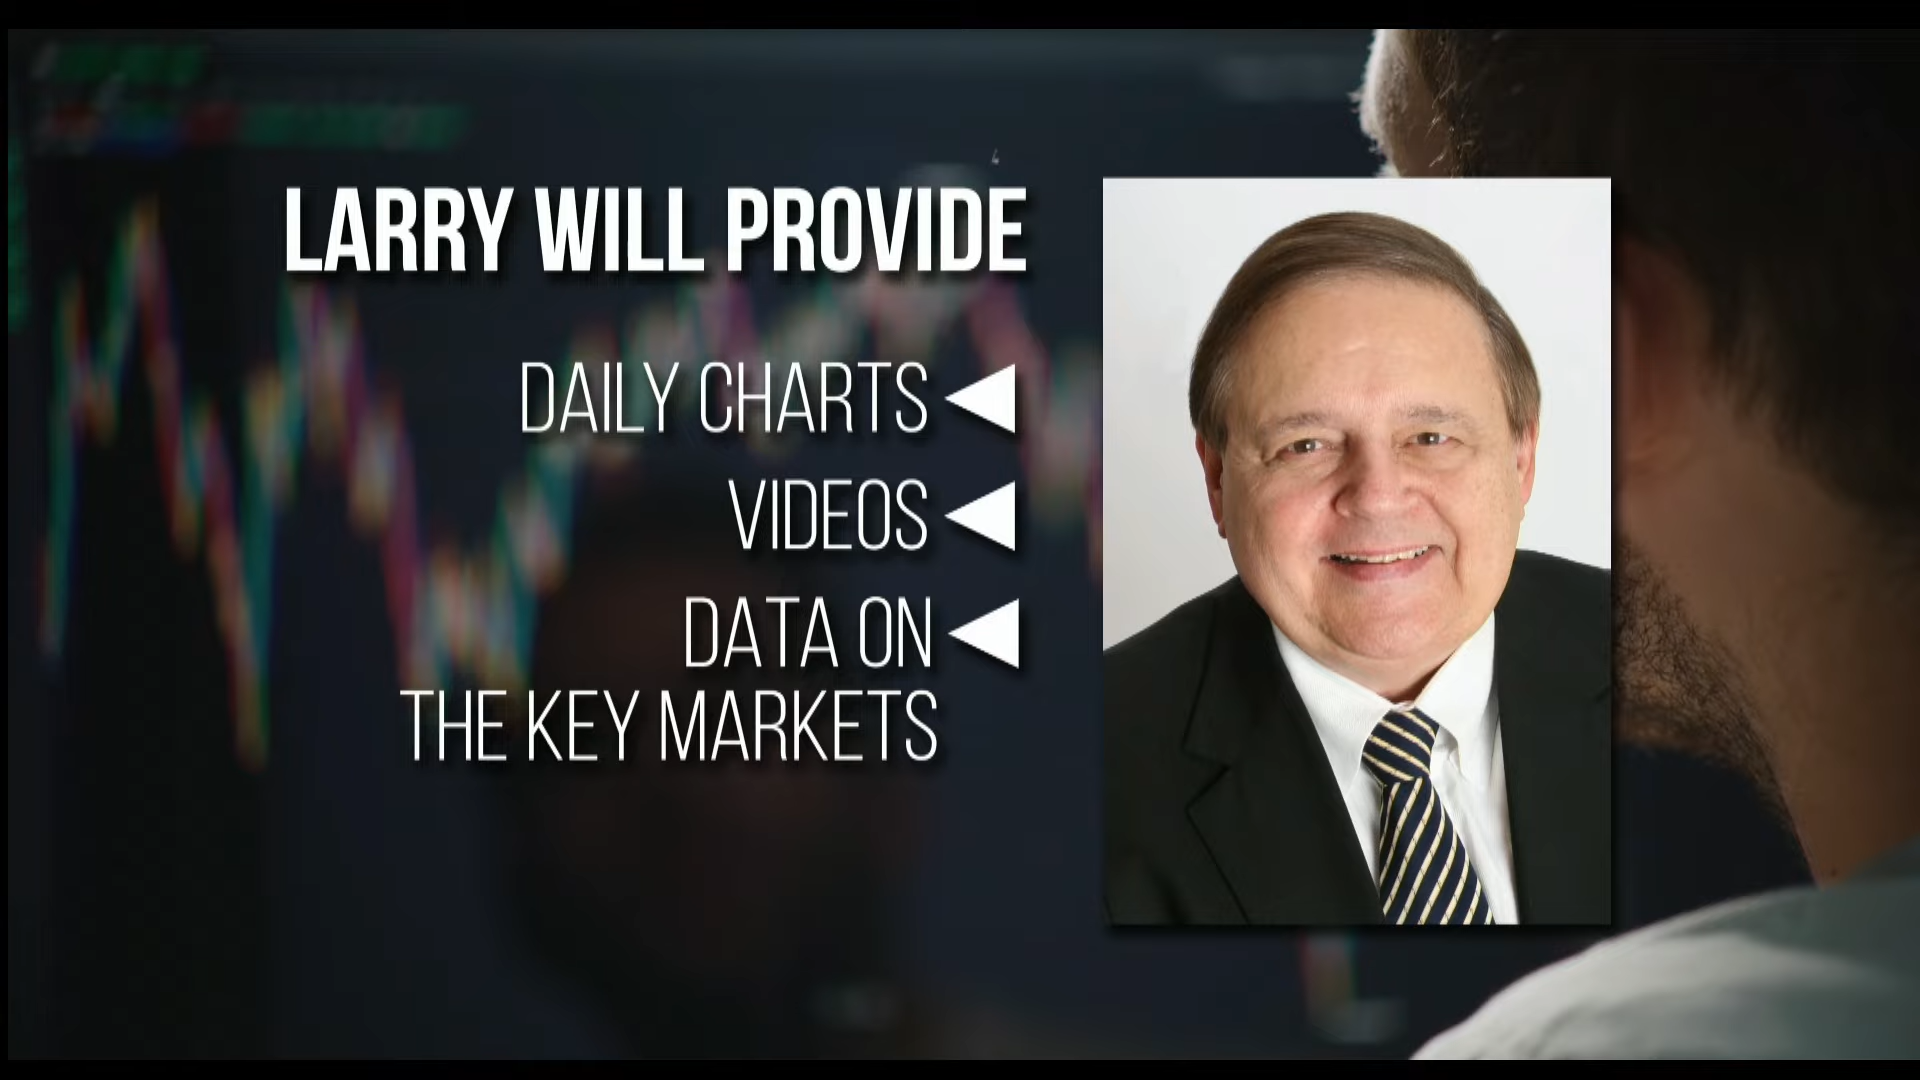 LARRY WILL PROVIDE
DAILY CHARTS
VIDEOS
DATA ON
THE KEY MARKETS